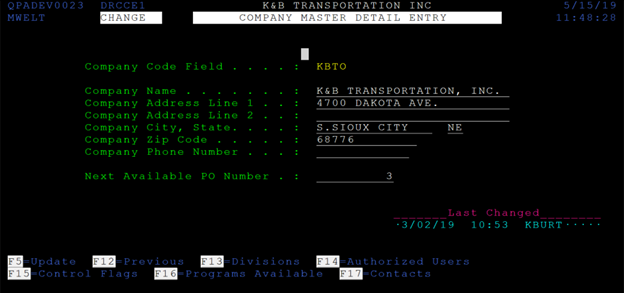 QPADEV0023 DRCCE1 K&B TRANSPORTATION INC 5/15/19
MWELT CHANGE COMPANY MASTER DETAIL ENTRY 11:48:28
Company Code Field . . . . : KBTO
Company Name . . . . . . . : K&B TRANSPORTATION, INC.
Company Address Line 1 . . : 4700 DAKOTA AVE.
Company Address Line 2 . . :
Company City, State. . . . : S.SIOUX CITY NE
Company Zip Code . . . . . : 68776
Company Phone Number . . . :
Next Available PO Number . : 3
Last Changed
3/02/19 10:53 KBURT
F5=Update F12=Previous F13=Divisions F14=Authorized Users
F15=Control Flags F16=Programs Available F17=Contacts